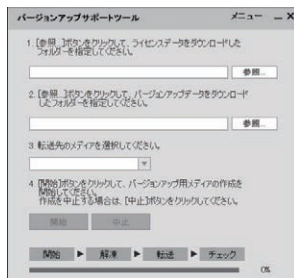 バージョンアップサポートツール メニュー
1. [参照...]ボタンをクリックして、ライセンスデータをダウンロードした
フォルダーを指定してください。
参照...
2. [参照...]ボタンをクリックして、バージョンアップデータをダウンロード
したフォルダーを指定してください。
参照...
3. 転送先のメディアを選択してください。
4. [開始]ボタンをクリックして、バージョンアップ用メディアの作成を
開始してください。
作成を中止する場合は、[中止]ボタンをクリックしてください。
開始 中止
開始 ▶ 解凍 ▶ 転送 ▶ チェック
0%